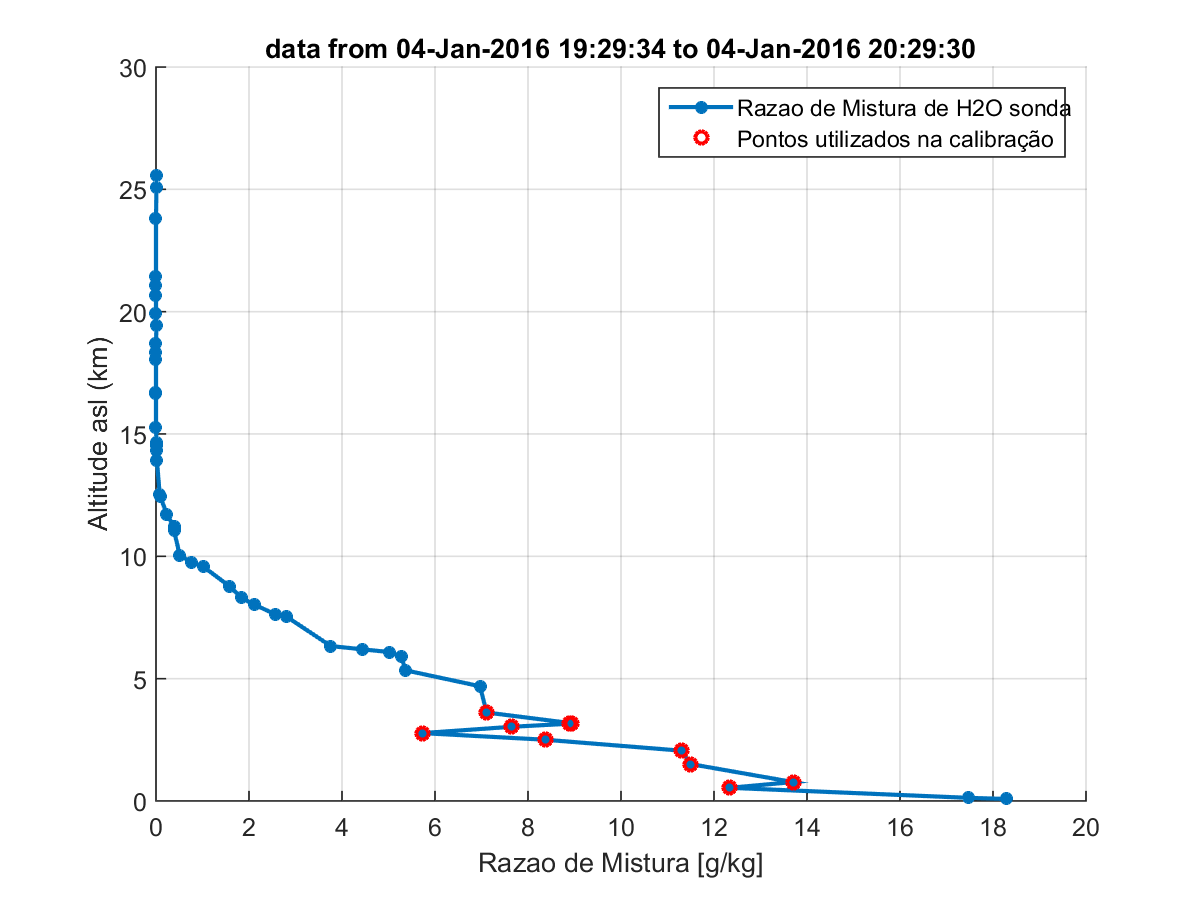 data from 04-Jan-2016 19:29:34 to 04-Jan-2016 20:29:30
Razao de Mistura de H2O sonda
Pontos utilizados na calibração
30
25
20
15
10
5
0
Altitude asl (km)
0 2 4 6 8 10 12 14 16 18 20
Razao de Mistura [g/kg]